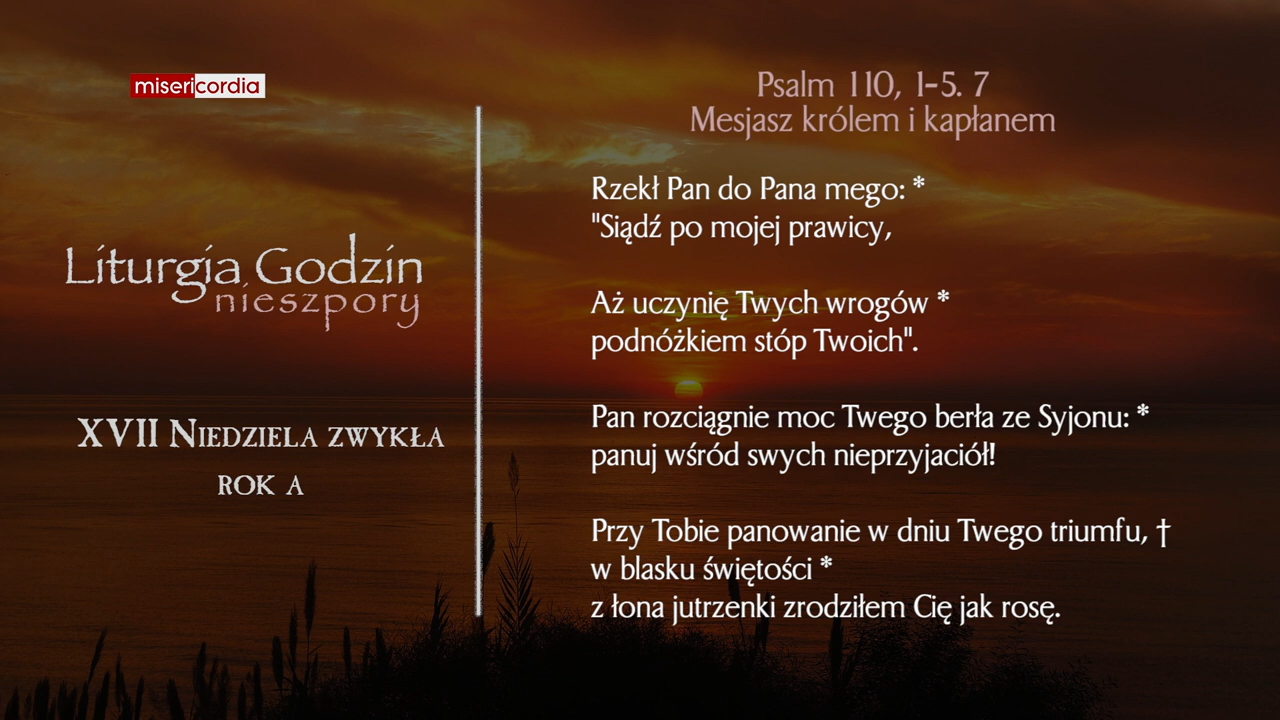 misericordia
Liturgia Godzin
nieszpory
XVII Niedziela zwykła
rok A
Psalm 110, 1-5. 7
Mesjasz królem i kapłanem
Rzekł Pan do Pana mego: *
"Siądź po mojej prawicy,
Aż uczynię Twych wrogów *
podnóżkiem stóp Twoich".
Pan rozciągnie moc Twego berła ze Syjonu: *
panuj wśród swych nieprzyjaciół!
Przy Tobie panowanie w dniu Twego triumfu, †
w blasku świętości *
z łona jutrzenki zrodziłem Cię jak rosę.